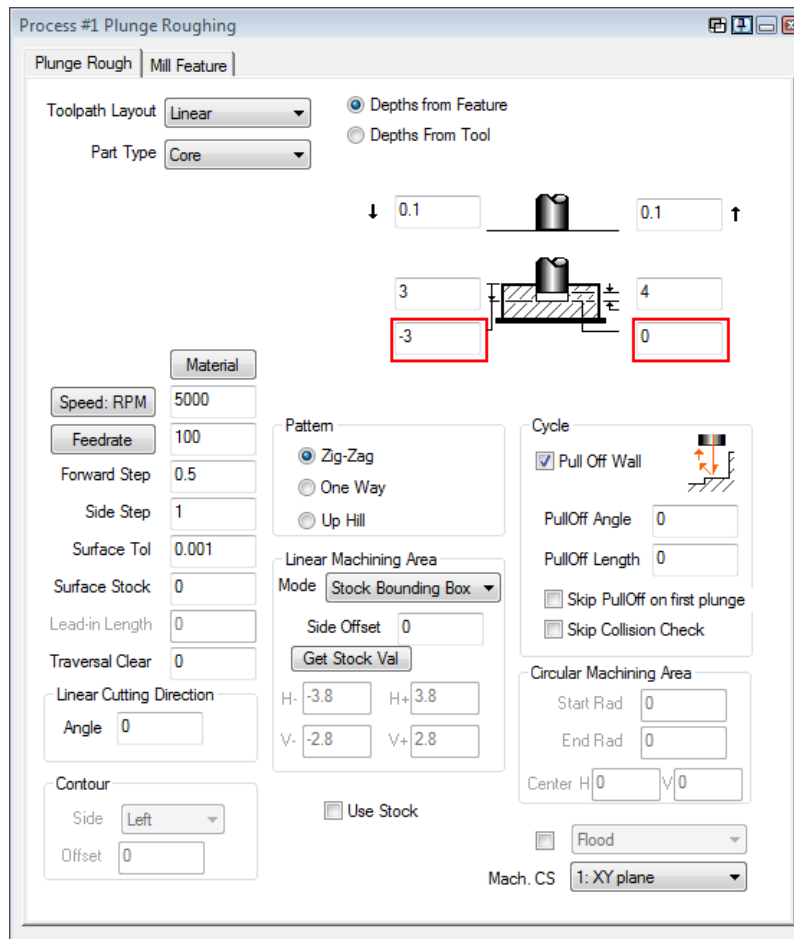 Process #1 Plunge Roughing
Plunge Rough
Mill Feature
Toolpath Layout Linear
Part Type Core
Depths from Feature
Depths From Tool
0.1
0.1
3
4
-3
0
Material
Speed: RPM 5000
Feedrate 100
Forward Step 0.5
Side Step 1
Surface Tol 0.001
Surface Stock 0
Lead-in Length 0
Traversal Clear 0
Linear Cutting Direction
Angle 0
Contour
Side Left
Offset 0
Pattern
Zig-Zag
One Way
Up Hill
Linear Machining Area
Mode Stock Bounding Box
Side Offset 0
Get Stock Val
H- -3.8 H+ 3.8
V- -2.8 V+ 2.8
Use Stock
Cycle
Pull Off Wall
PullOff Angle 0
PullOff Length 0
Skip PullOff on first plunge
Skip Collision Check
Circular Machining Area
Start Rad 0
End Rad 0
Center H 0 V 0
Flood
Mach. CS 1: XY plane